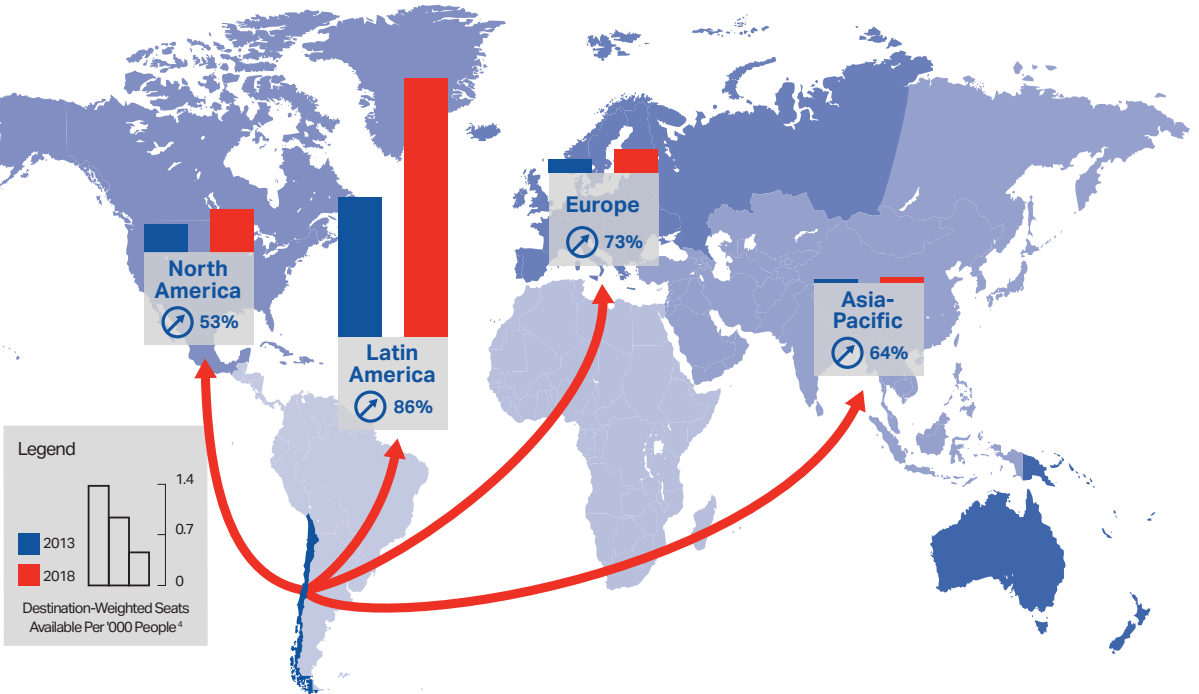 North
America
53%
Latin
America
86%
Europe
73%
Asia-
Pacific
64%
Legend
1.4
0.7
0
2013
2018
Destination-Weighted Seats
Available Per '000 People ⁴